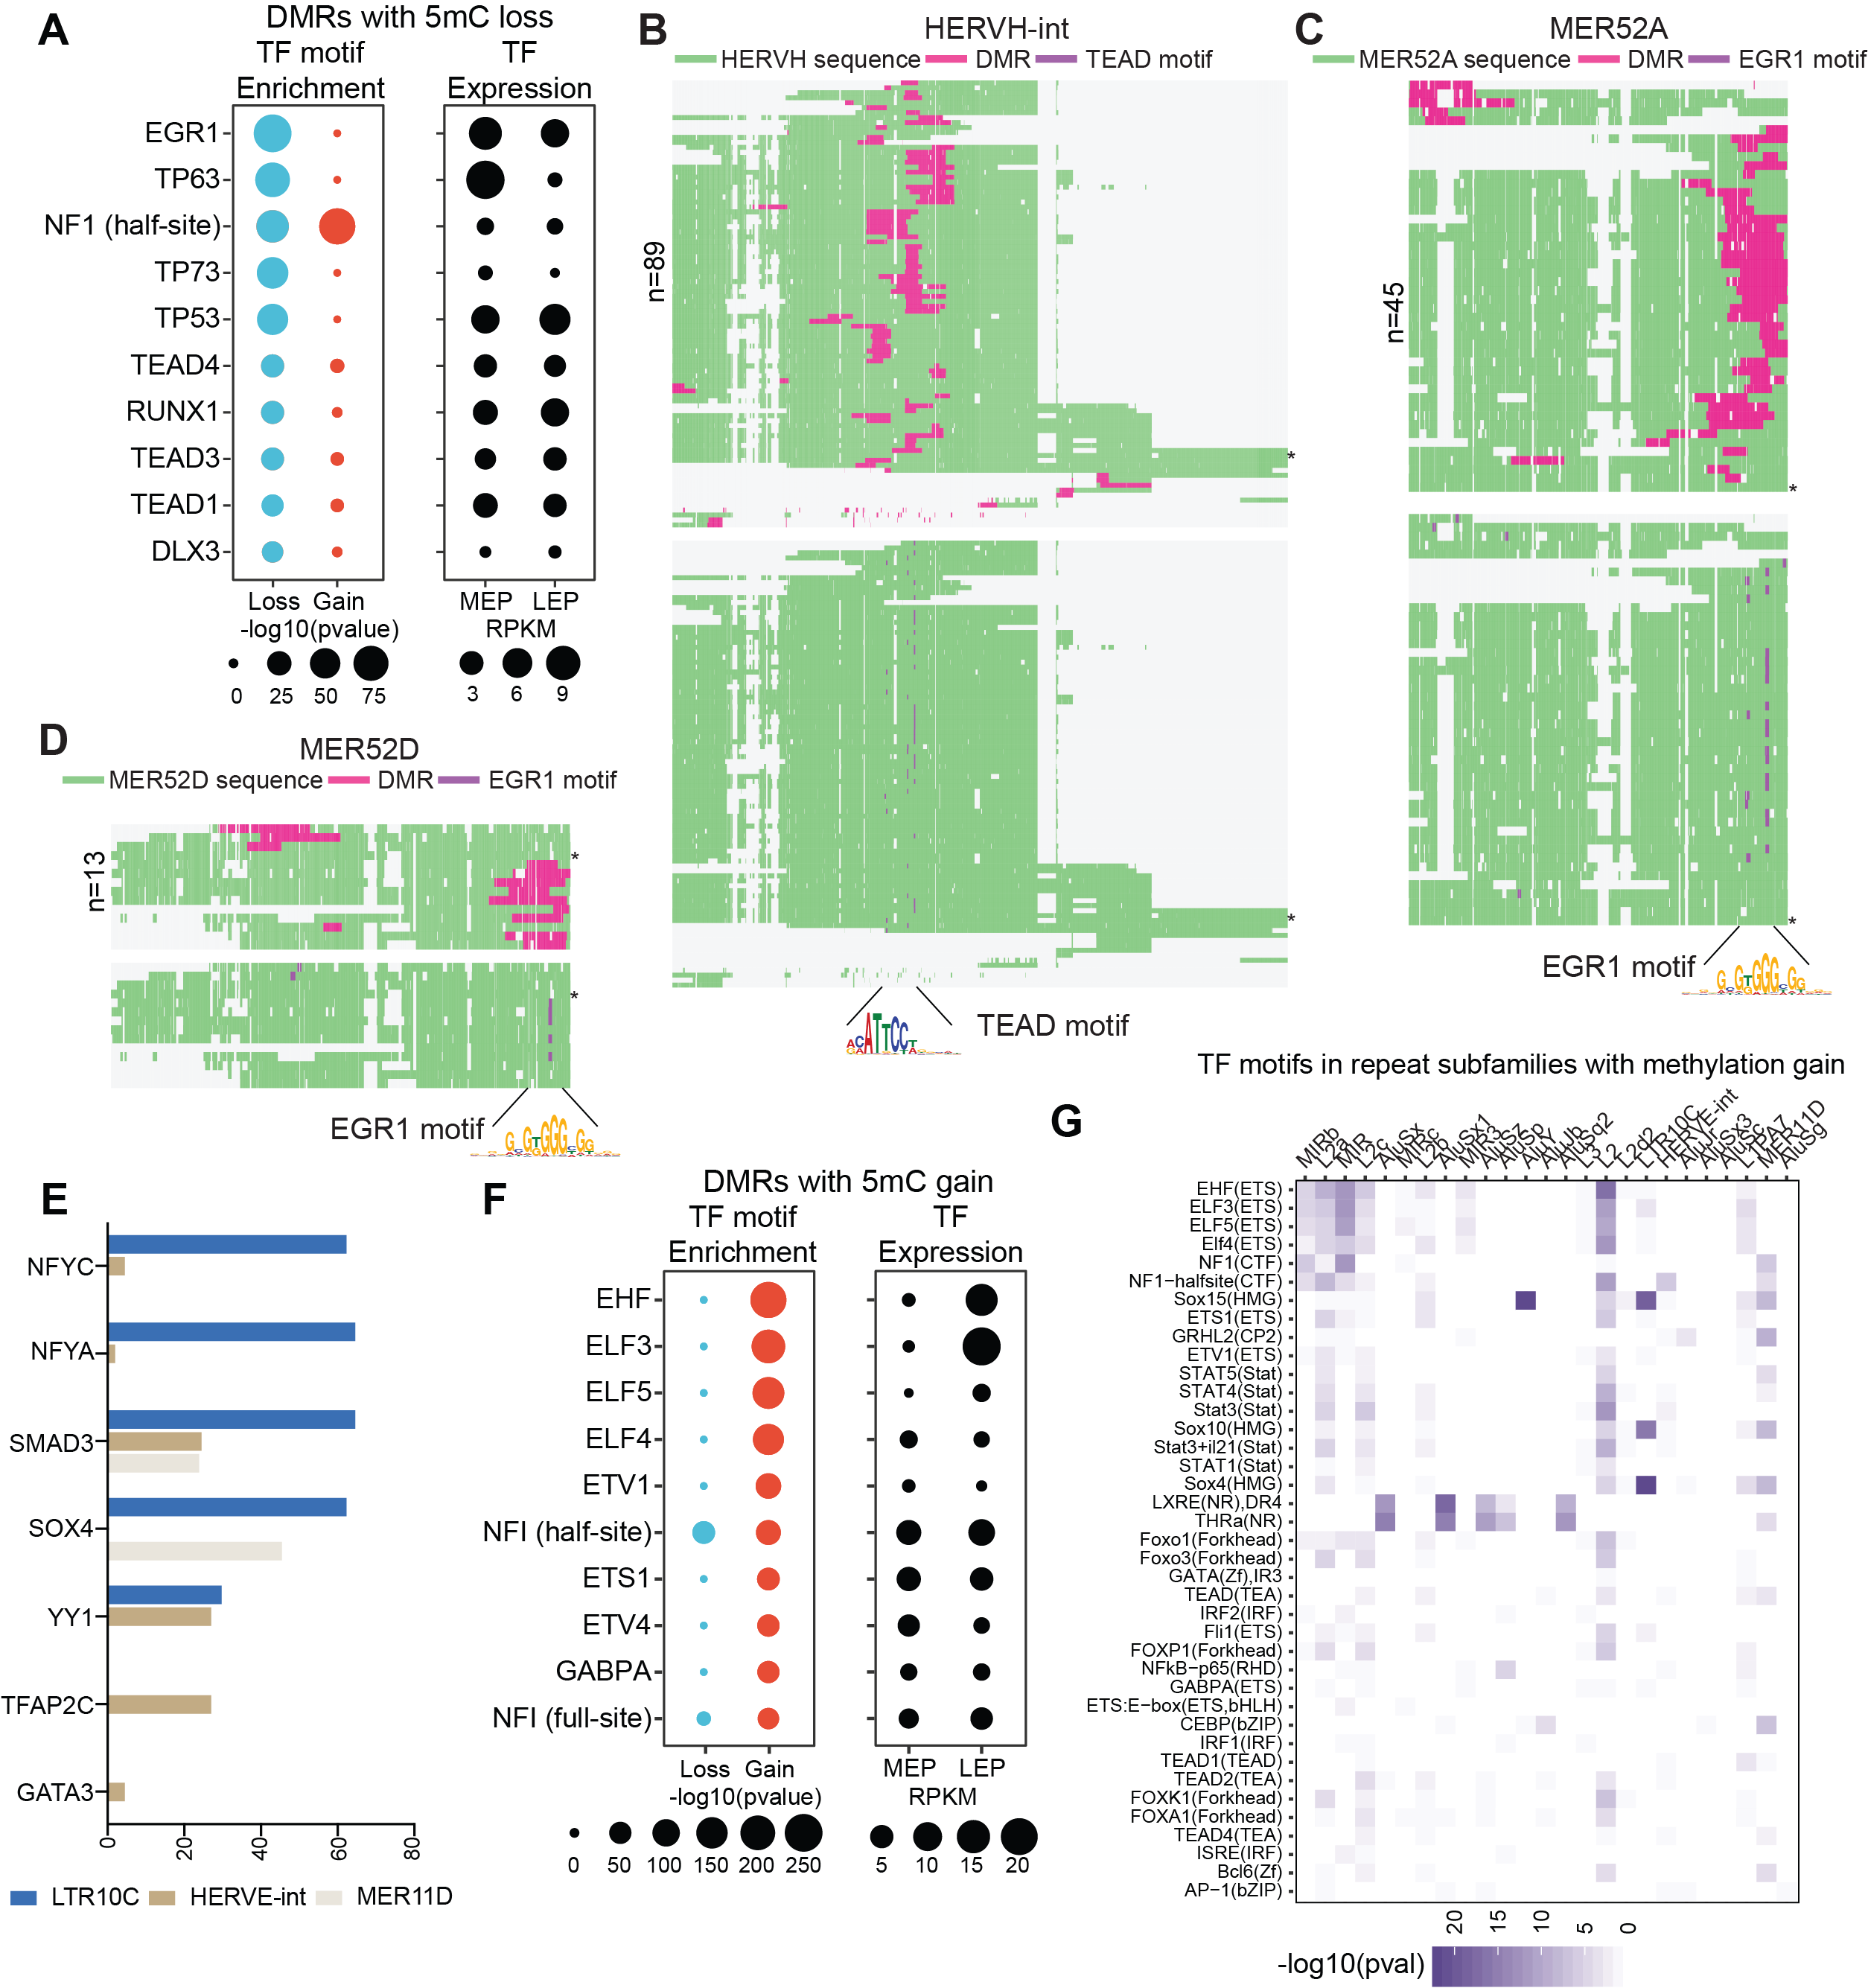 A
DMRs with 5mC loss
TF motif
Enrichment
TF
Expression
EGR1
TP63
NF1 (half-site)
TP73
TP53
TEAD4
RUNX1
TEAD3
TEAD1
DLX3
Loss Gain
-log10(pvalue)
0 25 50 75
MEP LEP
RPKM
3 6 9
B
HERVH-int
HERVH sequence DMR TEAD motif
n=89
*
*
TEAD motif
C
MER52A
MER52A sequence DMR EGR1 motif
n=45
*
*
EGR1 motif
D
MER52D
MER52D sequence DMR EGR1 motif
n=13
*
*
EGR1 motif
E
NFYC
NFYA
SMAD3
SOX4
YY1
TFAP2C
GATA3
0 20 40 60 80
LTR10C HERVE-int MER11D
F
DMRs with 5mC gain
TF motif
Enrichment
TF
Expression
EHF
ELF3
ELF5
ELF4
ETV1
NFI (half-site)
ETS1
ETV4
GABPA
NFI (full-site)
Loss Gain
-log10(pvalue)
0 50 100 150 200 250
MEP LEP
RPKM
5 10 15 20
TF motifs in repeat subfamilies with methylation gain
G
MIRb
L2a
MIR
L2c
AluSx
MIRc
L2b
AluSx1
MIR3
AluSz
AluSp
AluY
AluJb
AluSq2
L3
L2
L2d2
LTR10C
HERVE-int
AluJr
AluSx3
AluSc
L1PA7
MER11D
AluSg
EHF(ETS)
ELF3(ETS)
ELF5(ETS)
Elf4(ETS)
NF1(CTF)
NF1−halfsite(CTF)
Sox15(HMG)
ETS1(ETS)
GRHL2(CP2)
ETV1(ETS)
STAT5(Stat)
STAT4(Stat)
Stat3(Stat)
Sox10(HMG)
Stat3+il21(Stat)
STAT1(Stat)
Sox4(HMG)
LXRE(NR),DR4
THRa(NR)
Foxo1(Forkhead)
Foxo3(Forkhead)
GATA(Zf),IR3
TEAD(TEA)
IRF2(IRF)
Fli1(ETS)
FOXP1(Forkhead)
NFkB−p65(RHD)
GABPA(ETS)
ETS:E−box(ETS,bHLH)
CEBP(bZIP)
IRF1(IRF)
TEAD1(TEAD)
TEAD2(TEA)
FOXK1(Forkhead)
FOXA1(Forkhead)
TEAD4(TEA)
ISRE(IRF)
Bcl6(Zf)
AP−1(bZIP)
20 15 10 5 0
-log10(pval)